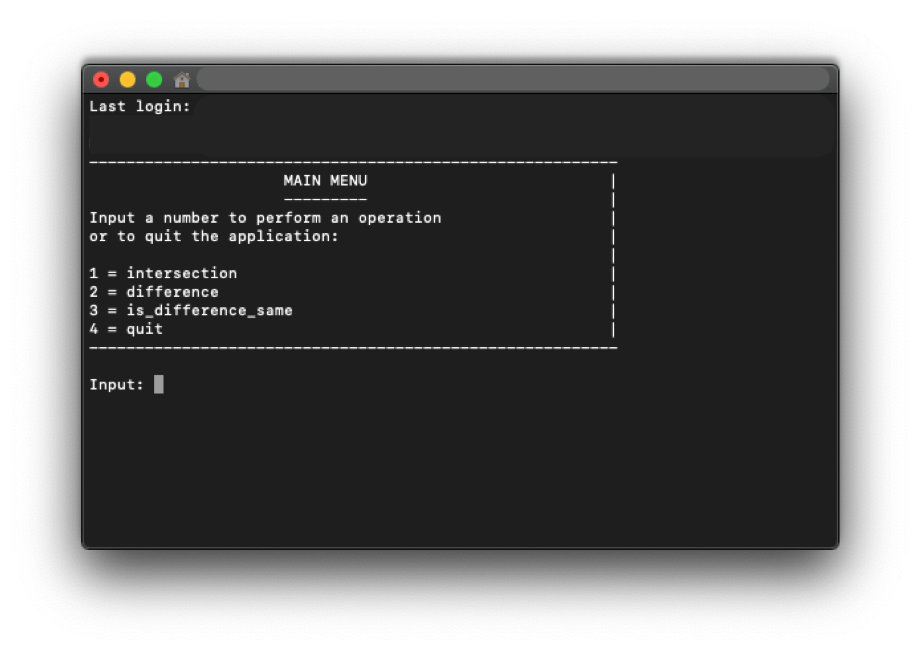 Last login:
MAIN MENU
Input a number to perform an operation
or to quit the application:
1 = intersection
2 = difference
3 = is_difference_same
4 = quit
Input: